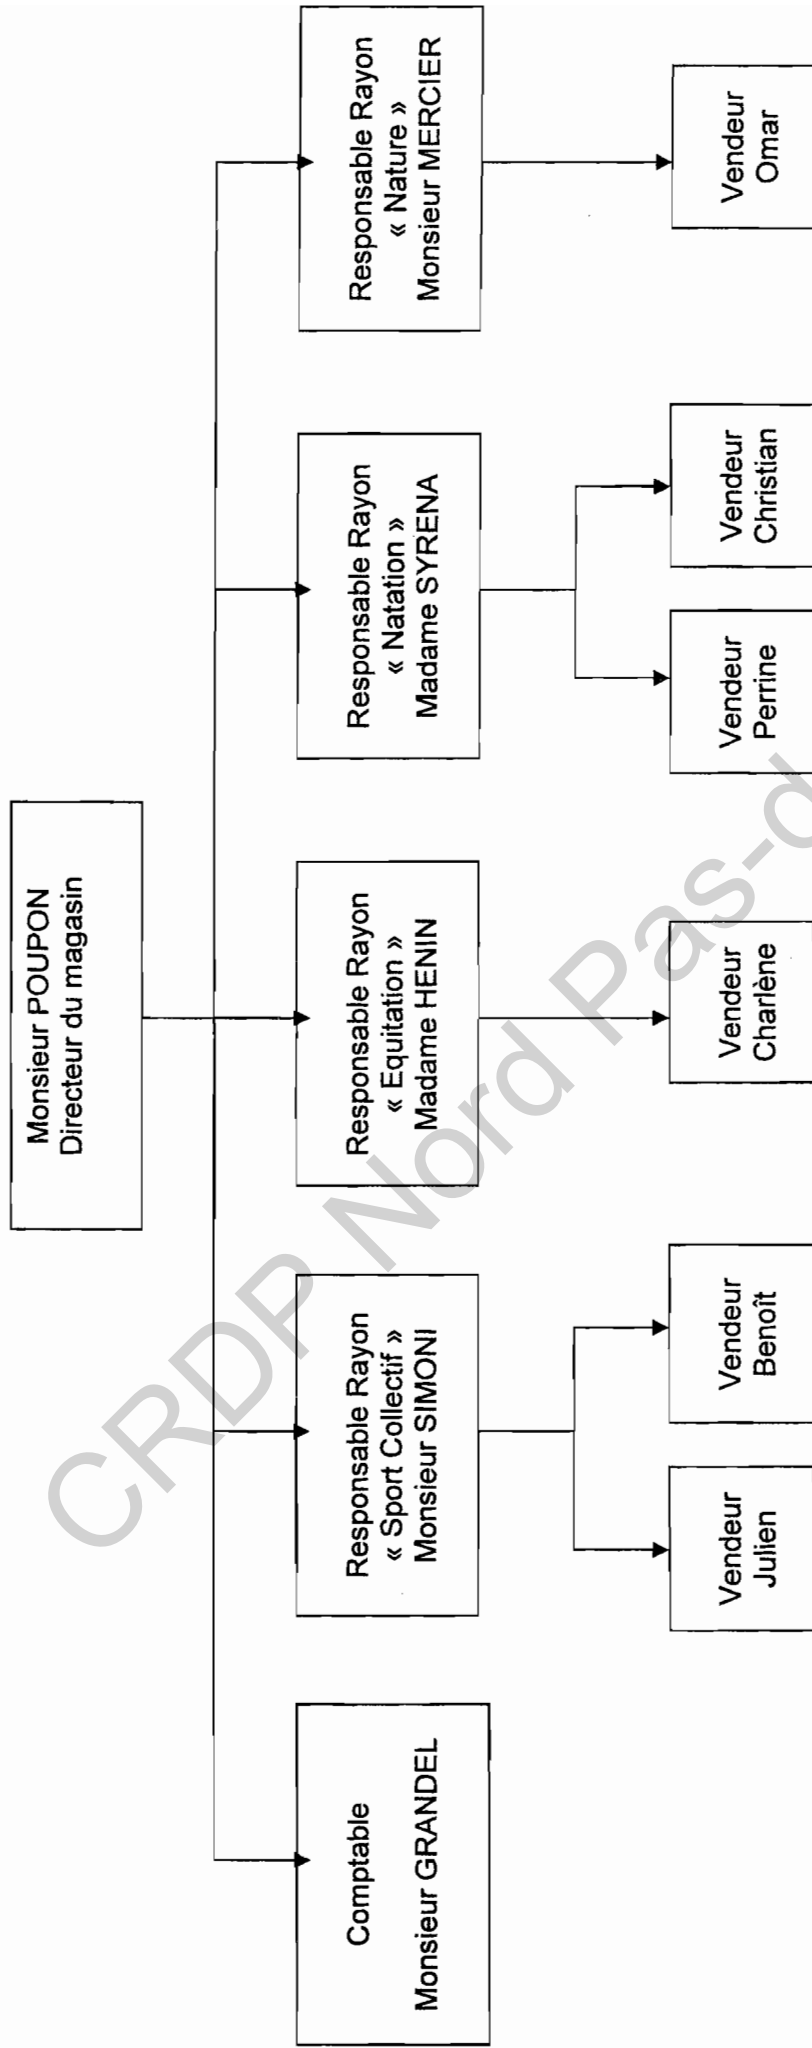 Monsieur POUPON
Directeur du magasin
Comptable
Monsieur GRANDEL
Responsable Rayon
« Sport Collectif »
Monsieur SIMONI
Responsable Rayon
« Equitation »
Madame HENIN
Responsable Rayon
« Natation »
Madame SYRENA
Responsable Rayon
« Nature »
Monsieur MERCIER
Vendeur
Julien
Vendeur
Benoît
Vendeur
Charlène
Vendeur
Perrine
Vendeur
Christian
Vendeur
Omar
CRDP Nord Pas-d